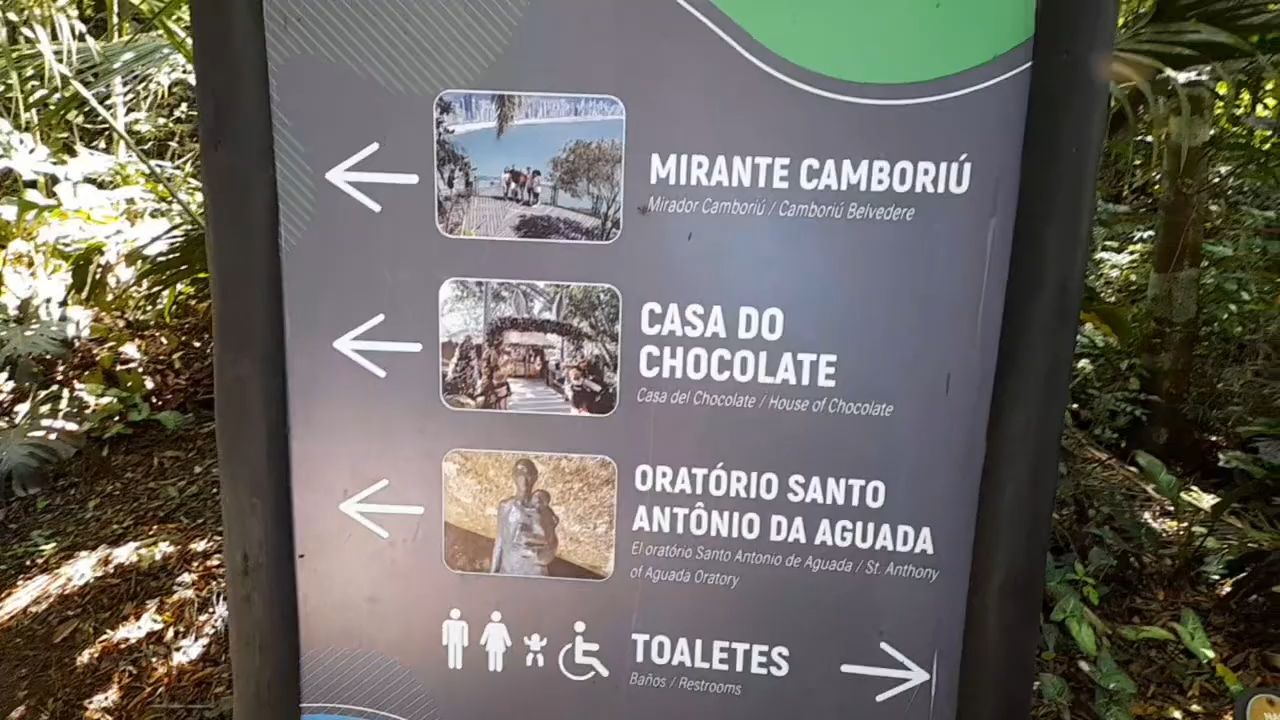 MIRANTE CAMBORIÚ
Mirador Camboriú / Camboriú Belvedere
CASA DO
CHOCOLATE
Casa del Chocolate / House of Chocolate
ORATÓRIO SANTO
ANTÔNIO DA AGUADA
El oratório Santo Antonio de Aguada / St. Anthony
of Aguada Oratory
TOALETES
Baños / Restrooms